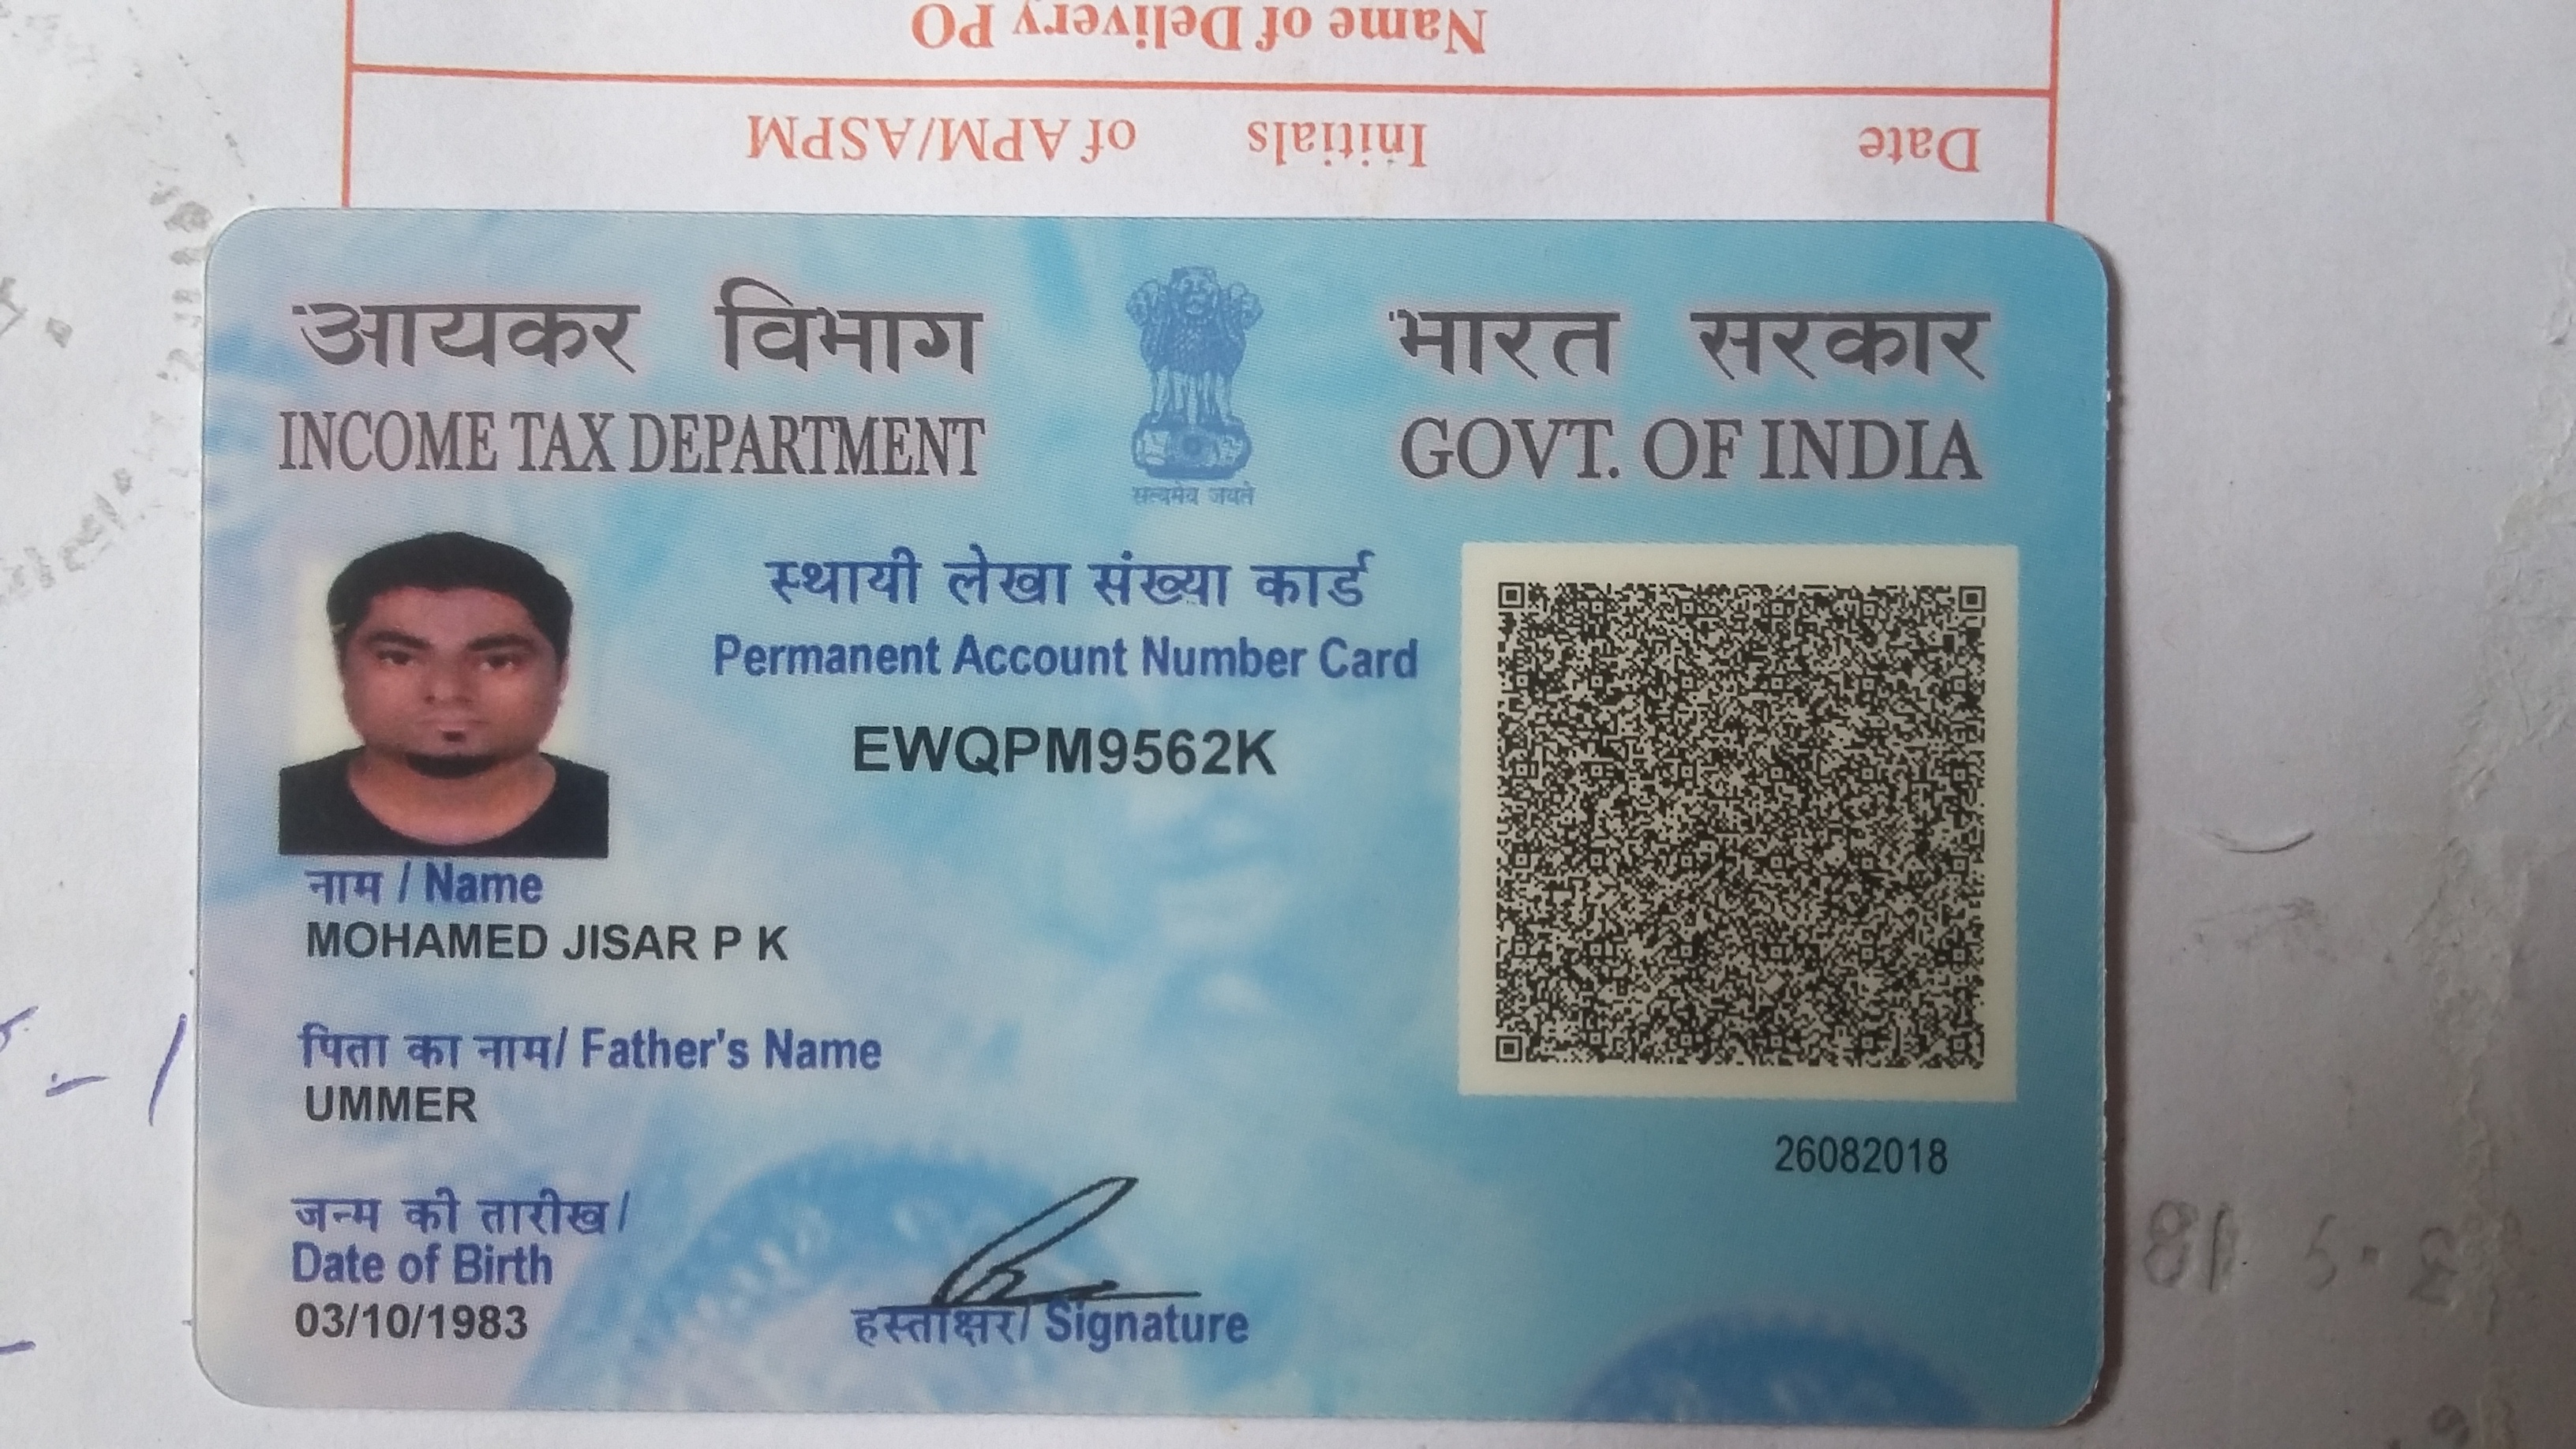 आयकर विभाग
INCOME TAX DEPARTMENT
सत्यमेव जयते
भारत सरकार
GOVT. OF INDIA
स्थायी लेखा संख्या कार्ड
Permanent Account Number Card
EWQPM9562K
नाम / Name
MOHAMED JISAR P K
पिता का नाम/ Father's Name
UMMER
जन्म की तारीख /
Date of Birth
03/10/1983
हस्ताक्षर/ Signature
26082018
Name of Delivery PO
Date Initials of APM/ASPM